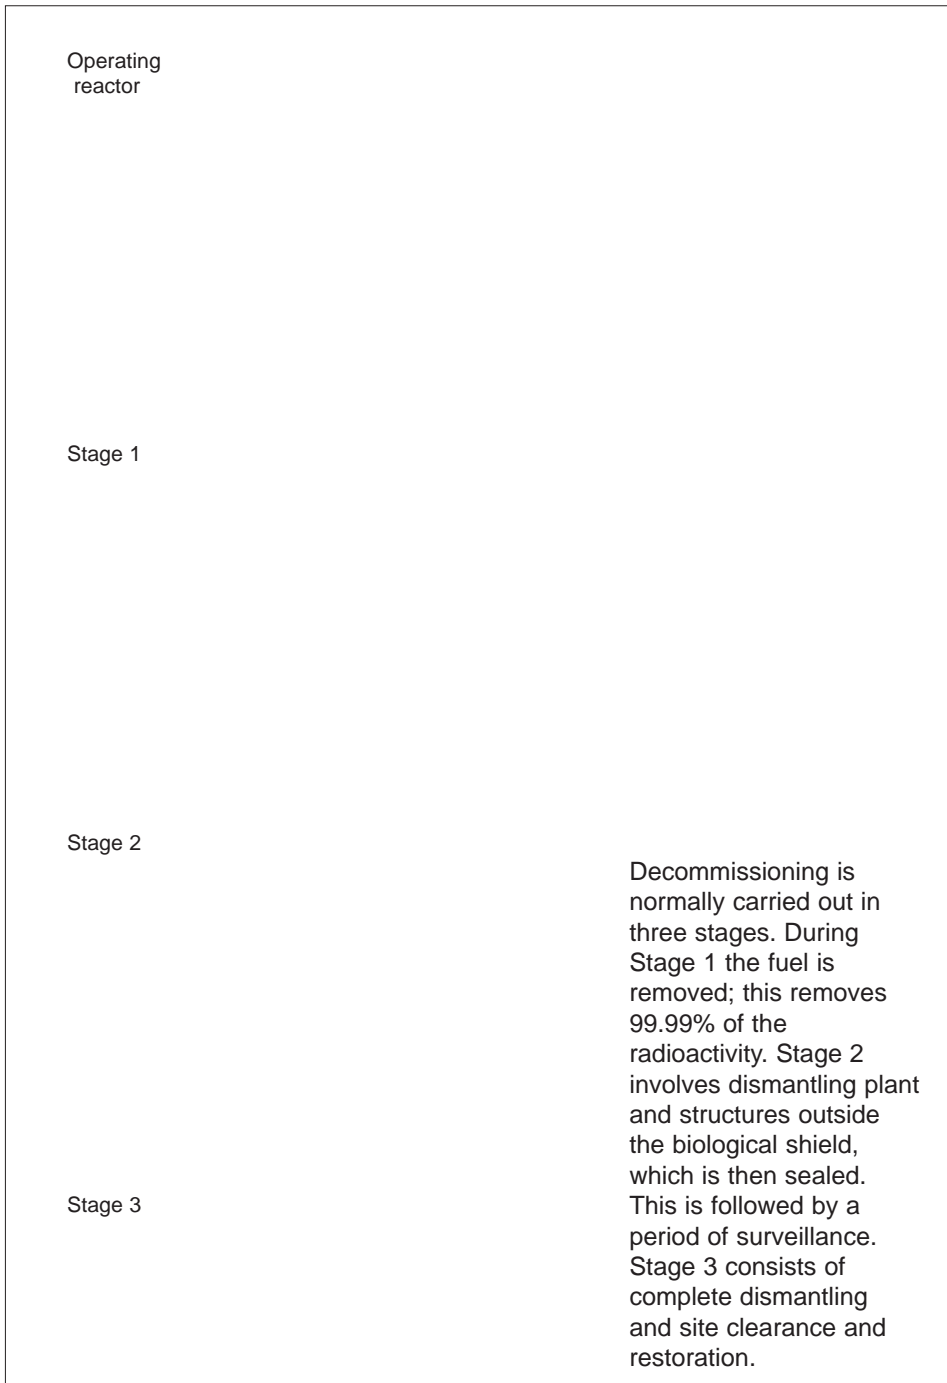 Operating
reactor
Stage 1
Stage 2
Decommissioning is
normally carried out in
three stages. During
Stage 1 the fuel is
removed; this removes
99.99% of the
radioactivity. Stage 2
involves dismantling plant
and structures outside
the biological shield,
which is then sealed.
Stage 3
This is followed by a
period of surveillance.
Stage 3 consists of
complete dismantling
and site clearance and
restoration.